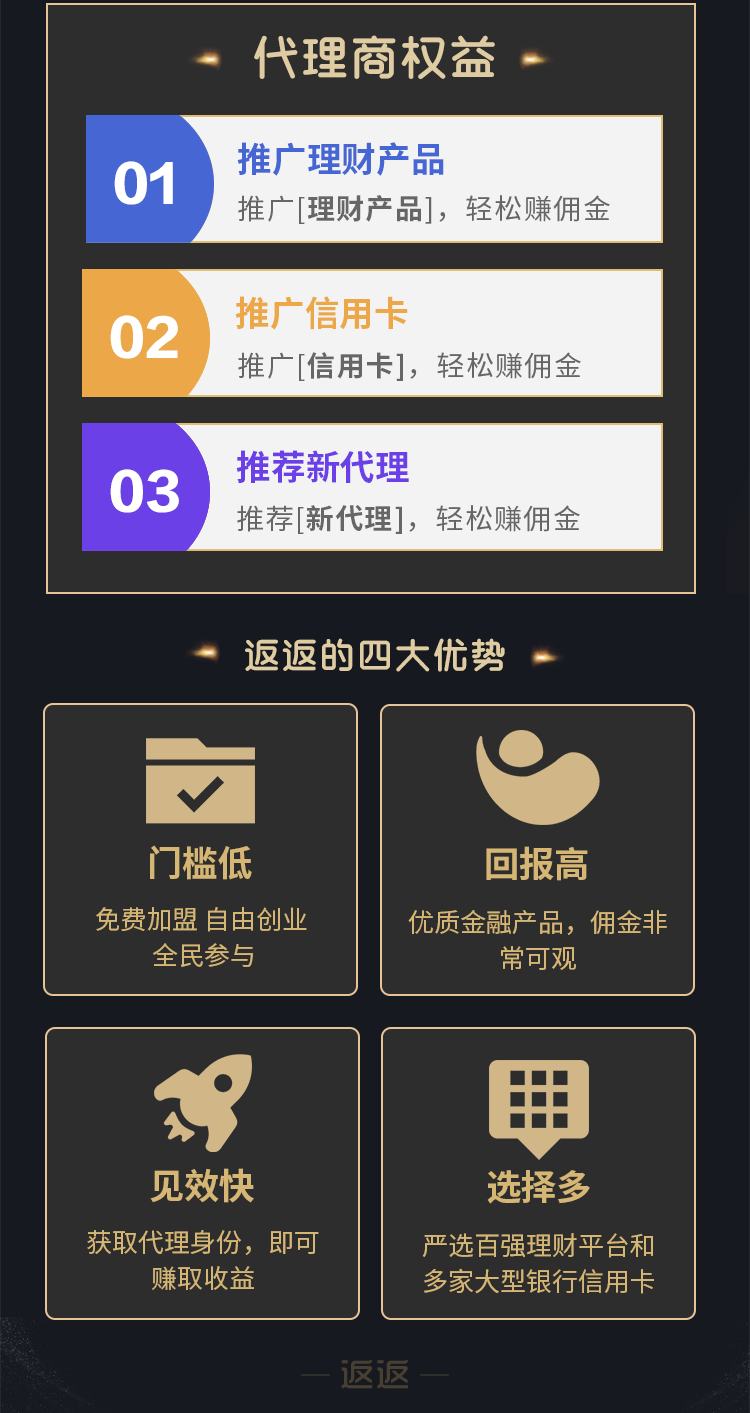 代理商权益
01
推广理财产品
推广[理财产品]，轻松赚佣金
02
推广信用卡
推广[信用卡]，轻松赚佣金
03
推荐新代理
推荐[新代理]，轻松赚佣金
返返的四大优势
门槛低
免费加盟 自由创业
全民参与
回报高
优质金融产品，佣金非
常可观
见效快
获取代理身份，即可
赚取收益
选择多
严选百强理财平台和
多家大型银行信用卡
— 返返 —